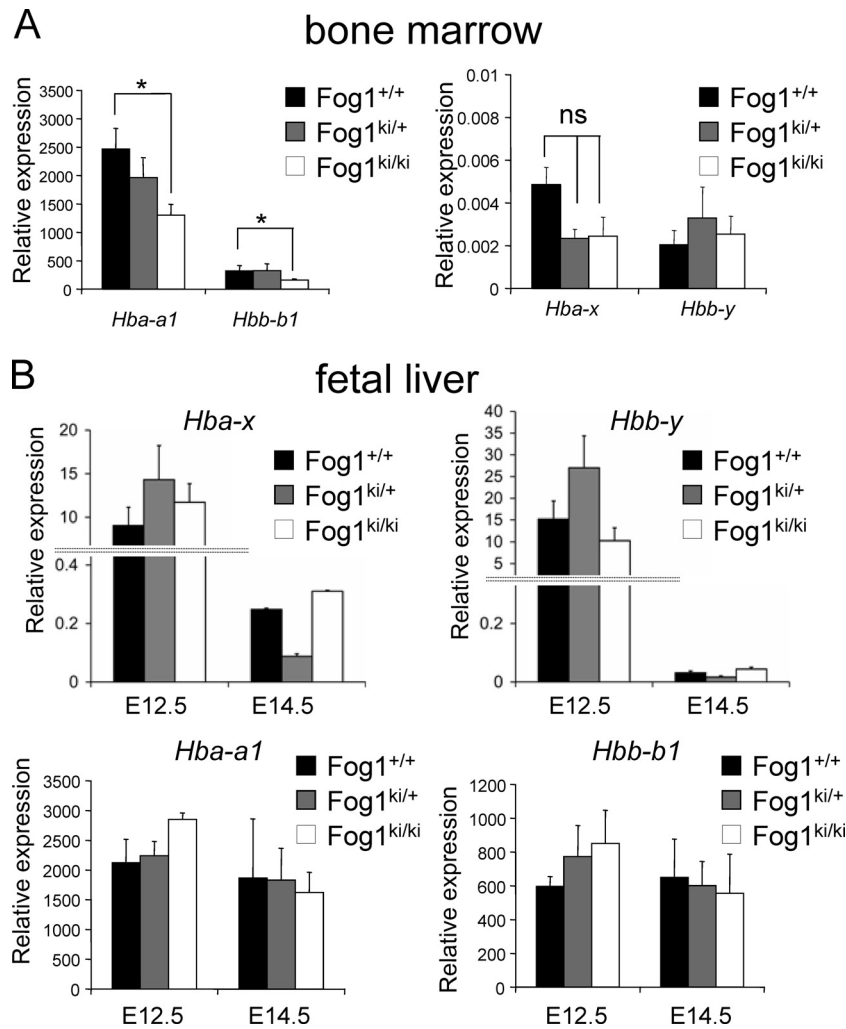 A
bone marrow
Relative expression
3500
3000
2500
2000
1500
1000
500
0
*
*
Fog1+/+
Fog1ki/+
Fog1ki/ki
Hba-a1
Hbb-b1
Relative expression
0.01
0.008
0.006
0.004
0.002
0
ns
Fog1+/+
Fog1ki/+
Fog1ki/ki
Hba-x
Hbb-y
B
fetal liver
Hba-x
Relative expression
20
15
10
0.4
0.2
0
Fog1+/+
Fog1ki/+
Fog1ki/ki
E12.5
E14.5
Hbb-y
Relative expression
40
35
30
25
20
15
10
5
0.2
0
Fog1+/+
Fog1ki/+
Fog1ki/ki
E12.5
E14.5
Hba-a1
Relative expression
3500
3000
2500
2000
1500
1000
500
0
Fog1+/+
Fog1ki/+
Fog1ki/ki
E12.5
E14.5
Hbb-b1
Relative expression
1200
1000
800
600
400
200
0
Fog1+/+
Fog1ki/+
Fog1ki/ki
E12.5
E14.5